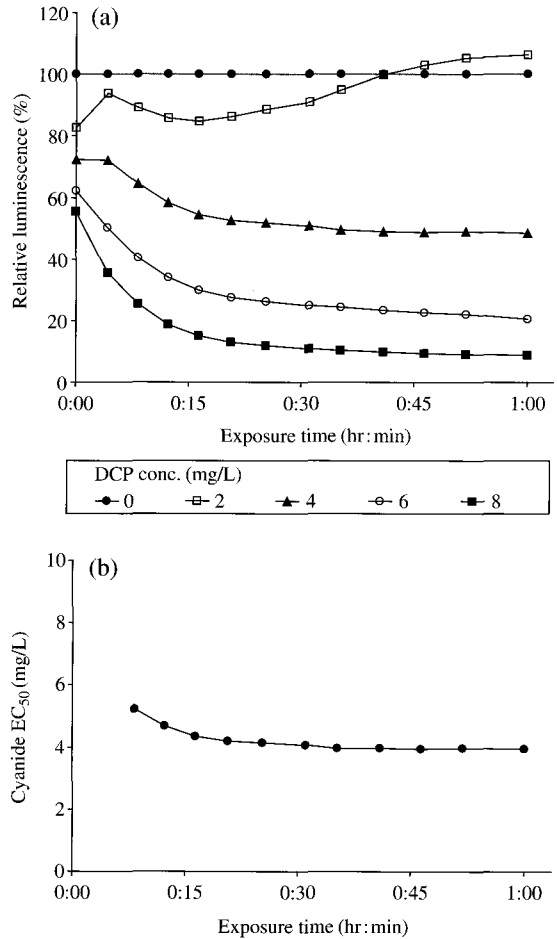 (a)
120
100
80
60
40
20
0
Relative luminescence (%)
0:00 0:15 0:30 0:45 1:00
Exposure time (hr:min)
DCP conc. (mg/L)
0 2 4 6 8
(b)
10
8
6
4
2
0
Cyanide EC50 (mg/L)
0:00 0:15 0:30 0:45 1:00
Exposure time (hr:min)